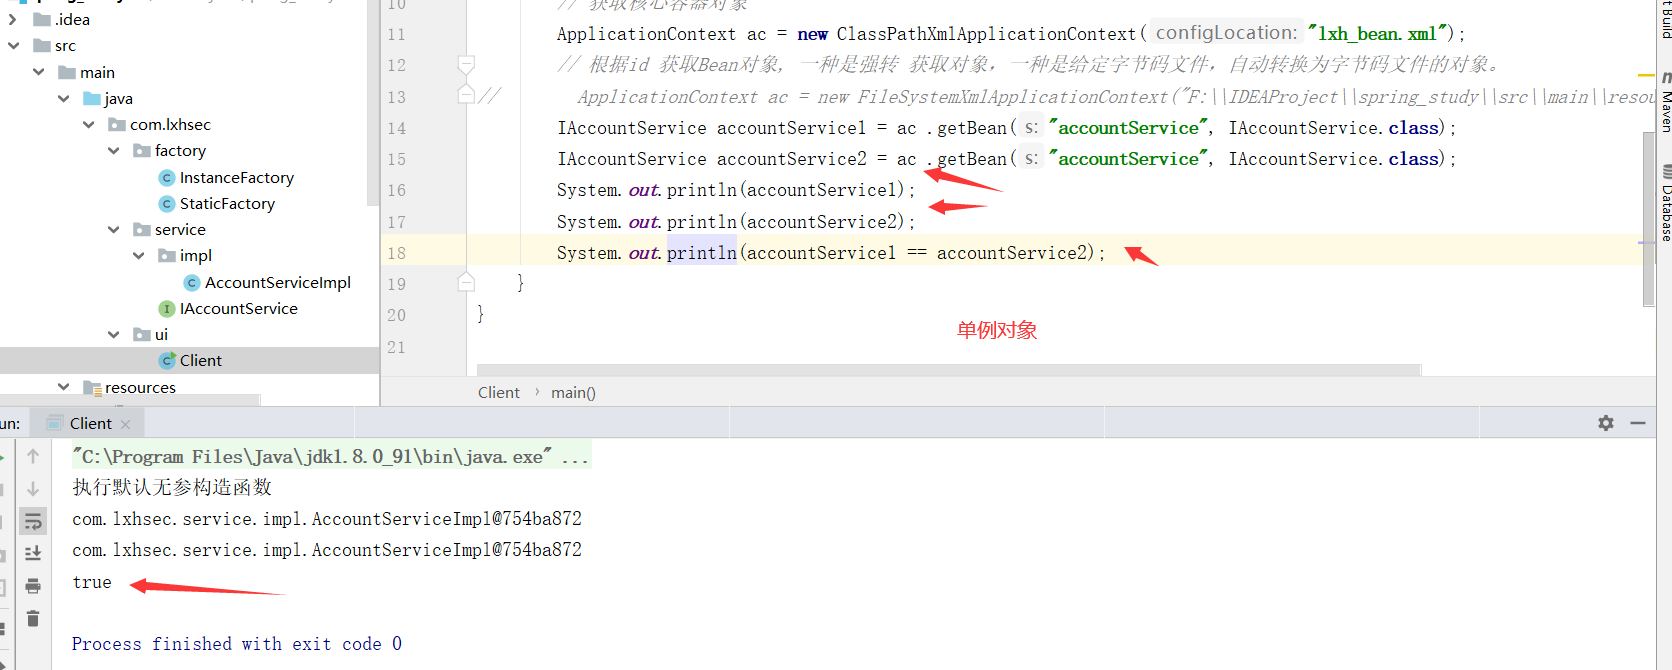 .idea
src
main
java
com.lxhsec
factory
InstanceFactory
StaticFactory
service
impl
AccountServiceImpl
IAccountService
ui
Client
resources
10 // 获取核心容器对象
11 ApplicationContext ac = new ClassPathXmlApplicationContext( configLocation: "lxh_bean.xml");
12 // 根据id 获取Bean对象, 一种是强转 获取对象，一种是给定字节码文件，自动转换为字节码文件的对象。
13 // ApplicationContext ac = new FileSystemXmlApplicationContext("F:\\IDEAProject\\spring_study\\src\\main\\resou
14 IAccountService accountService1 = ac .getBean( s: "accountService", IAccountService.class);
15 IAccountService accountService2 = ac .getBean( s: "accountService", IAccountService.class);
16 System.out.println(accountService1);
17 System.out.println(accountService2);
18 System.out.println(accountService1 == accountService2);
19 }
20 }
单例对象
21
Client › main()
Maven
Database
un: Client ×
"C:\Program Files\Java\jdk1.8.0_91\bin\java.exe" ...
执行默认无参构造函数
com.lxhsec.service.impl.AccountServiceImpl@754ba872
com.lxhsec.service.impl.AccountServiceImpl@754ba872
true
Process finished with exit code 0